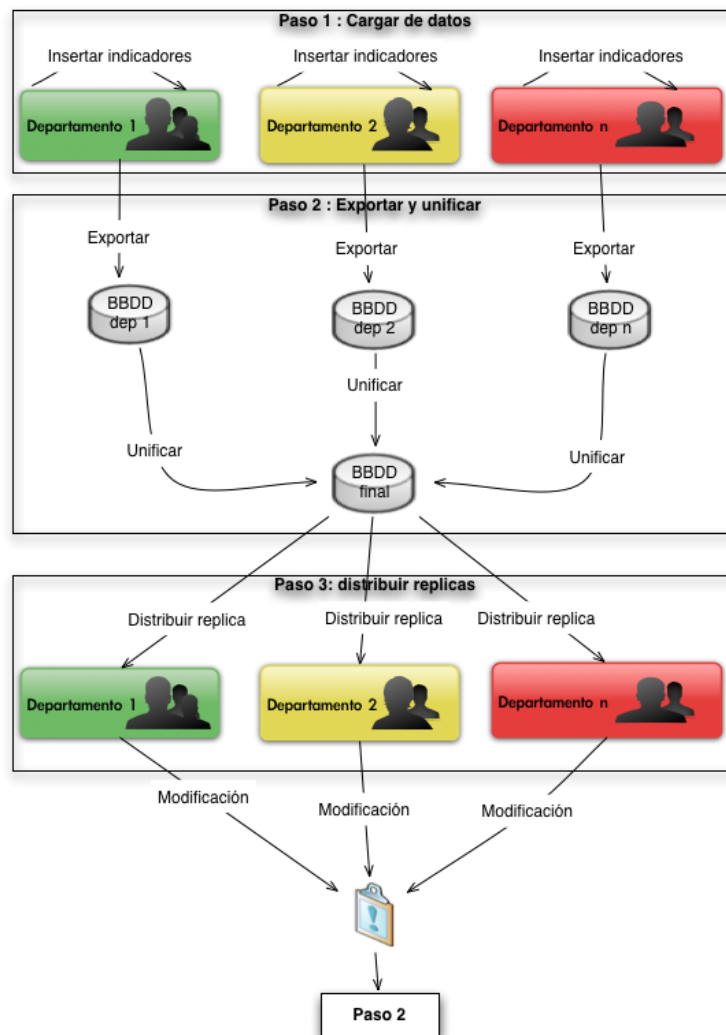 Paso 1 : Cargar de datos
Insertar indicadores
Insertar indicadores
Insertar indicadores
Departamento 1
Departamento 2
Departamento n
Paso 2 : Exportar y unificar
Exportar
Exportar
Exportar
BBDD
dep 1
BBDD
dep 2
BBDD
dep n
Unificar
Unificar
Unificar
BBDD
final
Paso 3: distribuir replicas
Distribuir replica
Distribuir replica
Distribuir replica
Departamento 1
Departamento 2
Departamento n
Modificación
Modificación
Modificación
Paso 2